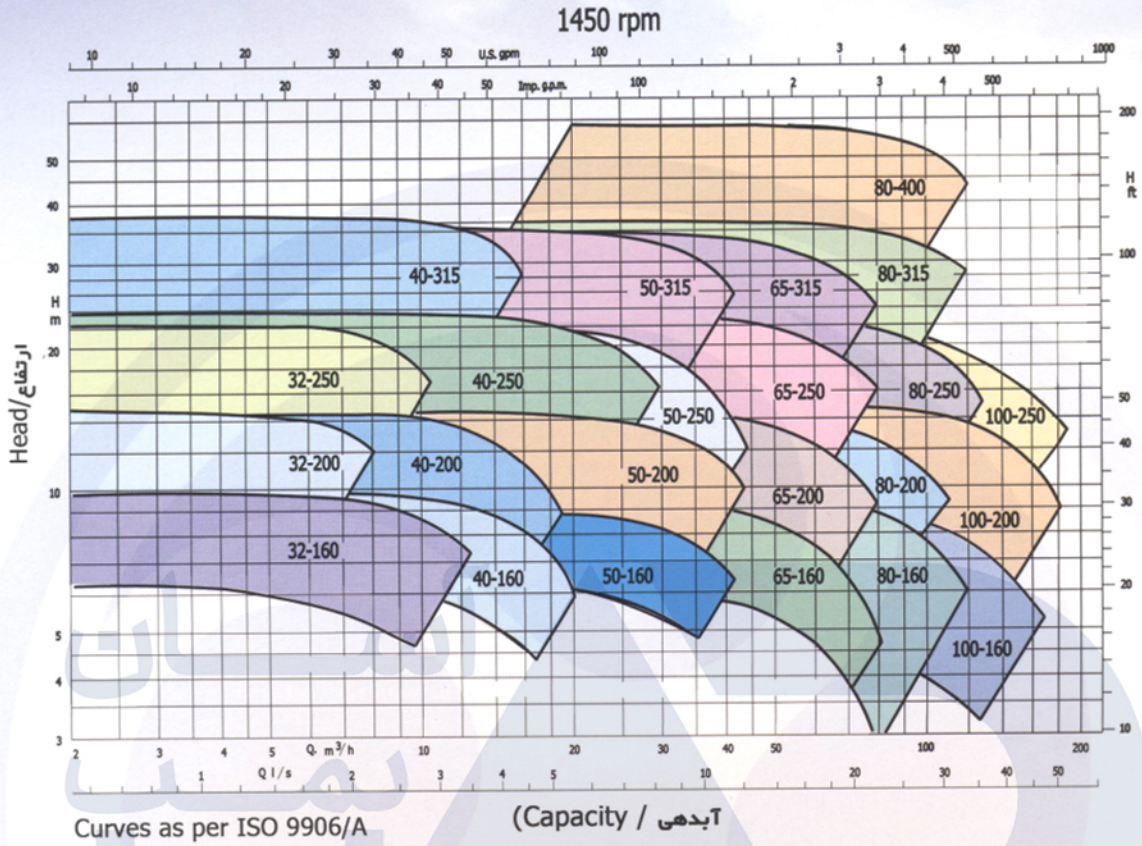 1450 rpm
10 20 30 40 50 U.S. gpm 100 3 4 500 1000
10 20 30 40 50 Imp. g.p.m. 100 2 3 4 500
200
50
80-400
H
ft
40
100
40-315 50-315 65-315 80-315
30
H
m
20
32-250 40-250 65-250 80-250
50
50-250 100-250
40
32-200 40-200 50-200 80-200
10
65-200
30
100-200
32-160 40-160 50-160 65-160 80-160
20
5
100-160
4
3
10
2 3 4 5 Q. m³/h 10 20 30 40 50 100 200
1 Q l/s 2 3 4 5 10 20 30 40 50
Head/ارتفاع
(Capacity / آبدهی
Curves as per ISO 9906/A